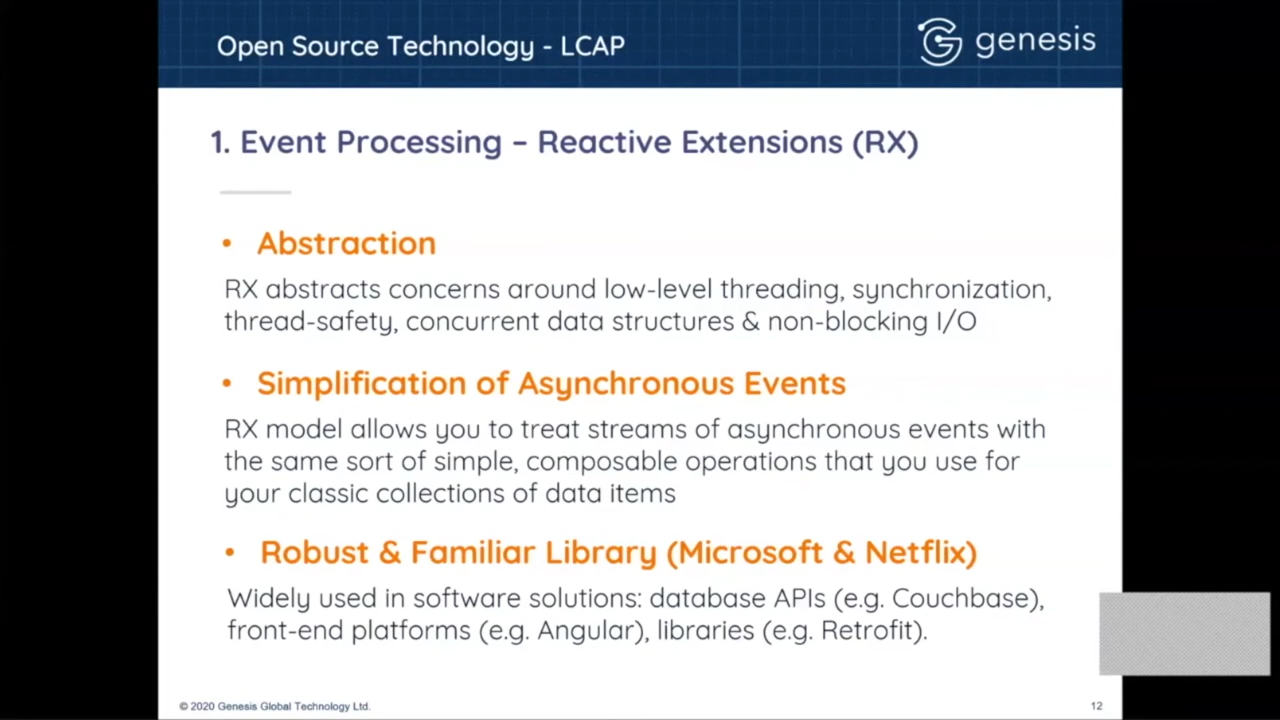 Open Source Technology - LCAP
genesis
1. Event Processing – Reactive Extensions (RX)
• Abstraction
RX abstracts concerns around low-level threading, synchronization,
thread-safety, concurrent data structures & non-blocking I/O
• Simplification of Asynchronous Events
RX model allows you to treat streams of asynchronous events with
the same sort of simple, composable operations that you use for
your classic collections of data items
• Robust & Familiar Library (Microsoft & Netflix)
Widely used in software solutions: database APIs (e.g. Couchbase),
front-end platforms (e.g. Angular), libraries (e.g. Retrofit).
© 2020 Genesis Global Technology Ltd.
12